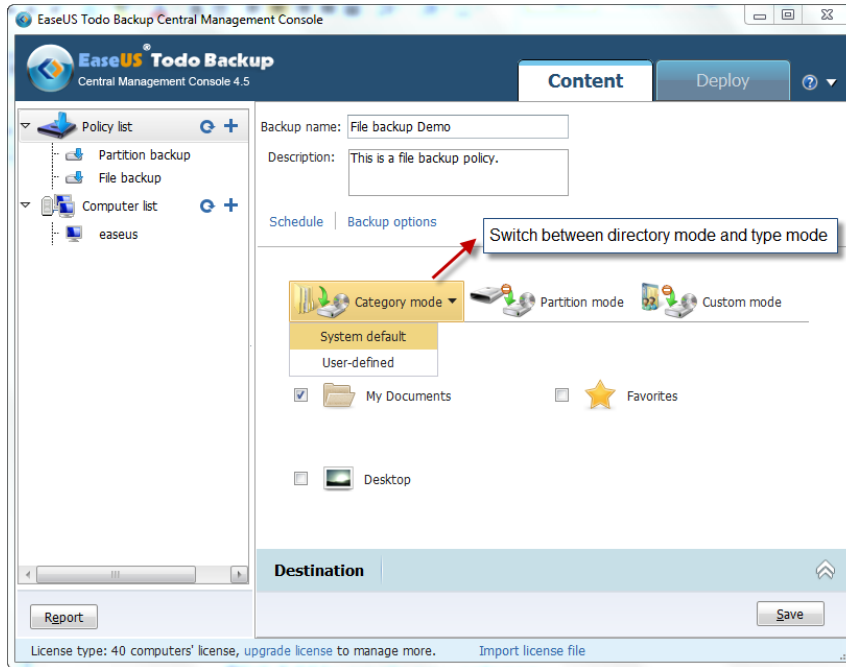 EaseUS Todo Backup Central Management Console
EaseUS® Todo Backup
Central Management Console 4.5
Content
Deploy
Policy list
Partition backup
File backup
Computer list
easeus
Backup name: File backup Demo
Description: This is a file backup policy.
Schedule | Backup options
Switch between directory mode and type mode
Category mode
Partition mode
Custom mode
System default
User-defined
My Documents
Favorites
Desktop
Destination
Report
Save
License type: 40 computers' license, upgrade license to manage more. Import license file